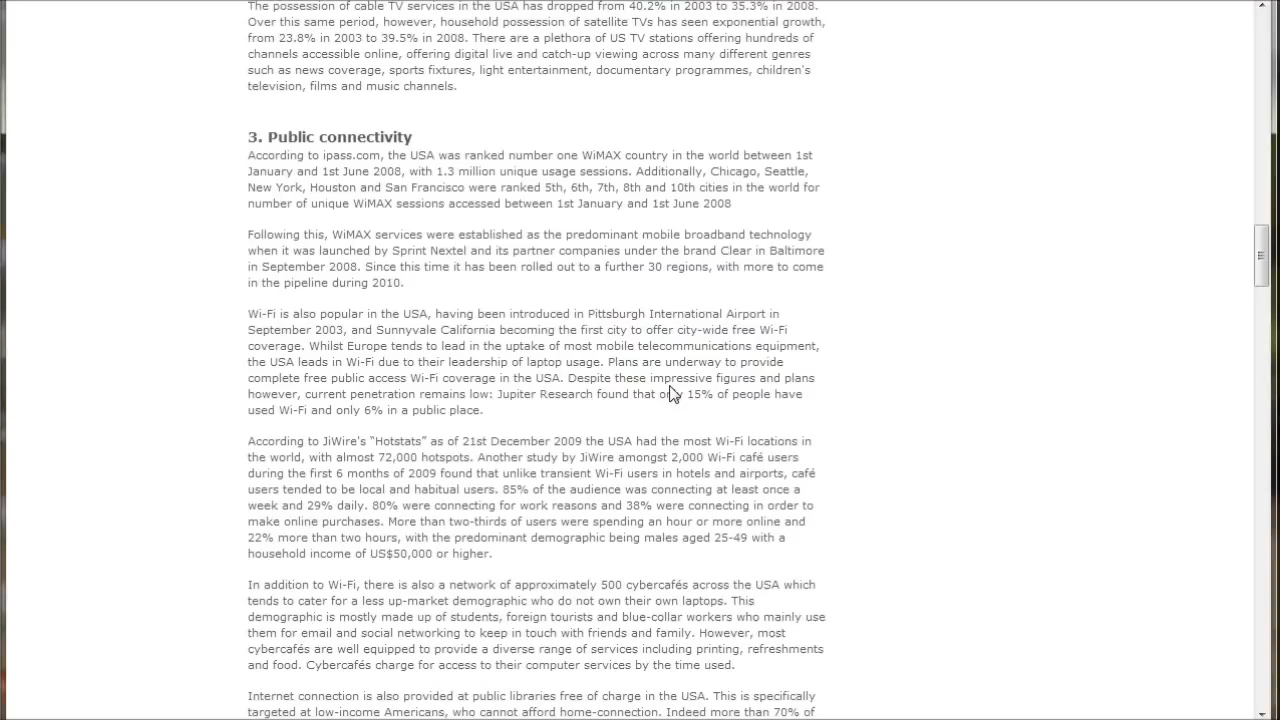 The possession of cable TV services in the USA has dropped from 40.2% in 2003 to 35.3% in 2008.
Over this same period, however, household possession of satellite TVs has seen exponential growth,
from 23.8% in 2003 to 39.5% in 2008. There are a plethora of US TV stations offering hundreds of
channels accessible online, offering digital live and catch-up viewing across many different genres
such as news coverage, sports fixtures, light entertainment, documentary programmes, children's
television, films and music channels.
3. Public connectivity
According to ipass.com, the USA was ranked number one WiMAX country in the world between 1st
January and 1st June 2008, with 1.3 million unique usage sessions. Additionally, Chicago, Seattle,
New York, Houston and San Francisco were ranked 5th, 6th, 7th, 8th and 10th cities in the world for
number of unique WiMAX sessions accessed between 1st January and 1st June 2008
Following this, WiMAX services were established as the predominant mobile broadband technology
when it was launched by Sprint Nextel and its partner companies under the brand Clear in Baltimore
in September 2008. Since this time it has been rolled out to a further 30 regions, with more to come
in the pipeline during 2010.
Wi-Fi is also popular in the USA, having been introduced in Pittsburgh International Airport in
September 2003, and Sunnyvale California becoming the first city to offer city-wide free Wi-Fi
coverage. Whilst Europe tends to lead in the uptake of most mobile telecommunications equipment,
the USA leads in Wi-Fi due to their leadership of laptop usage. Plans are underway to provide
complete free public access Wi-Fi coverage in the USA. Despite these impressive figures and plans
however, current penetration remains low: Jupiter Research found that only 15% of people have
used Wi-Fi and only 6% in a public place.
According to JiWire's “Hotstats” as of 21st December 2009 the USA had the most Wi-Fi locations in
the world, with almost 72,000 hotspots. Another study by JiWire amongst 2,000 Wi-Fi café users
during the first 6 months of 2009 found that unlike transient Wi-Fi users in hotels and airports, café
users tended to be local and habitual users. 85% of the audience was connecting at least once a
week and 29% daily. 80% were connecting for work reasons and 38% were connecting in order to
make online purchases. More than two-thirds of users were spending an hour or more online and
22% more than two hours, with the predominant demographic being males aged 25-49 with a
household income of US$50,000 or higher.
In addition to Wi-Fi, there is also a network of approximately 500 cybercafés across the USA which
tends to cater for a less up-market demographic who do not own their own laptops. This
demographic is mostly made up of students, foreign tourists and blue-collar workers who mainly use
them for email and social networking to keep in touch with friends and family. However, most
cybercafés are well equipped to provide a diverse range of services including printing, refreshments
and food. Cybercafés charge for access to their computer services by the time used.
Internet connection is also provided at public libraries free of charge in the USA. This is specifically
targeted at low-income Americans, who cannot afford home-connection. Indeed more than 70% of